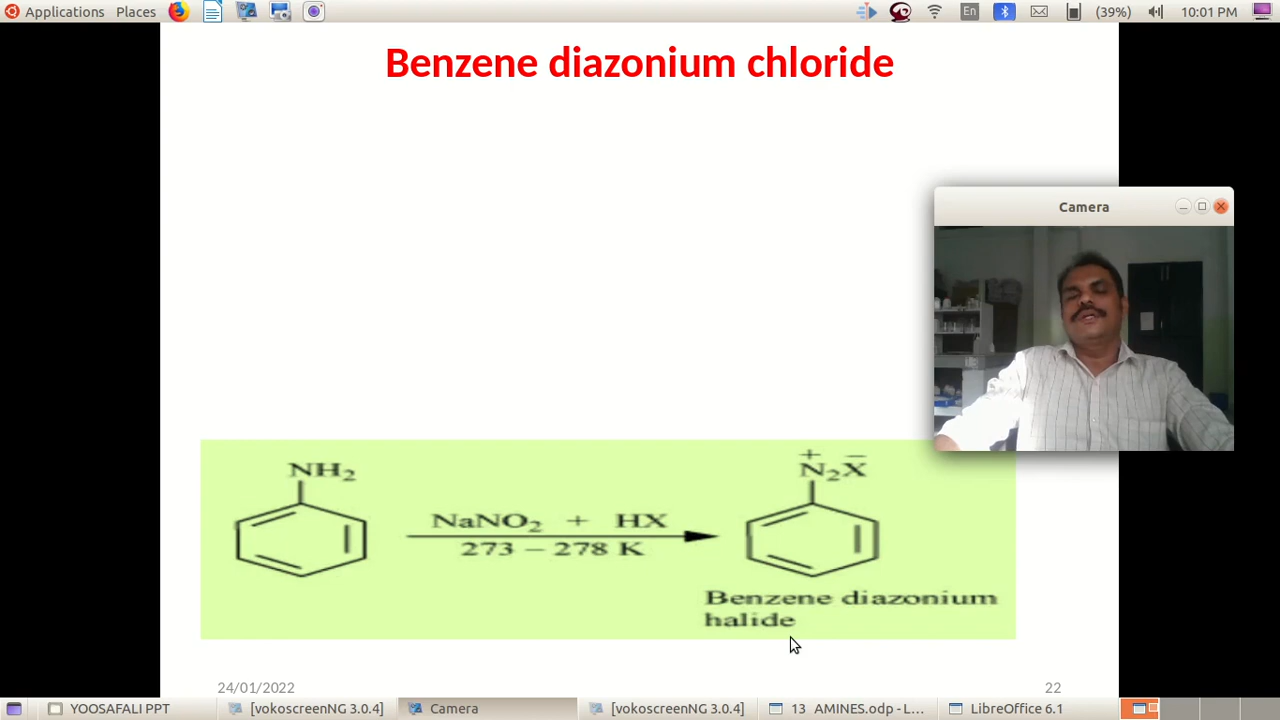 Applications Places En (39%) 10:01 PM
Benzene diazonium chloride
Camera
NH2
NaNO2 + HX
273 – 278 K
+ –
N2X
Benzene diazonium
halide
24/01/2022 22
YOOSAFALI PPT [vokoscreenNG 3.0.4] Camera [vokoscreenNG 3.0.4] 13 AMINES.odp - L... LibreOffice 6.1